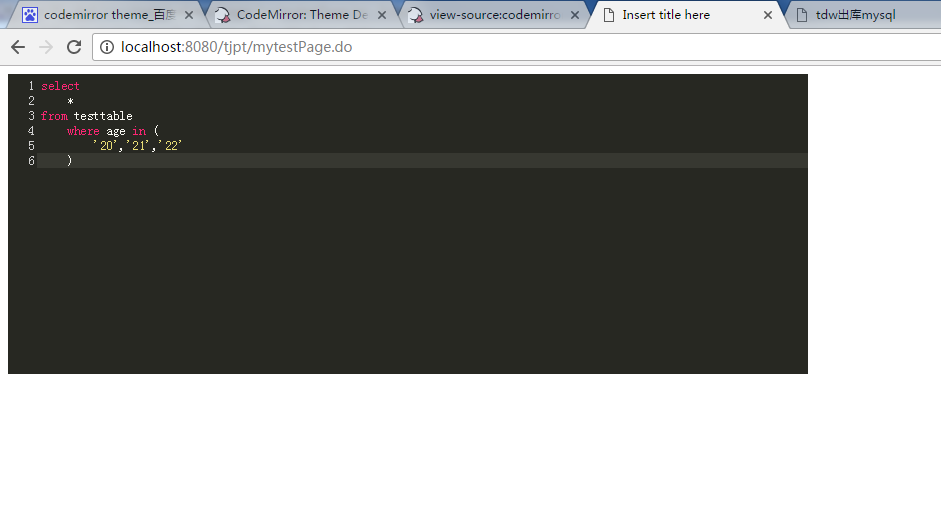 codemirror theme_百度
CodeMirror: Theme De
view-source:codemirro
Insert title here
tdw出库mysql
localhost:8080/tjpt/mytestPage.do
1 select
2 *
3 from testtable
4 where age in (
5 '20','21','22'
6 )